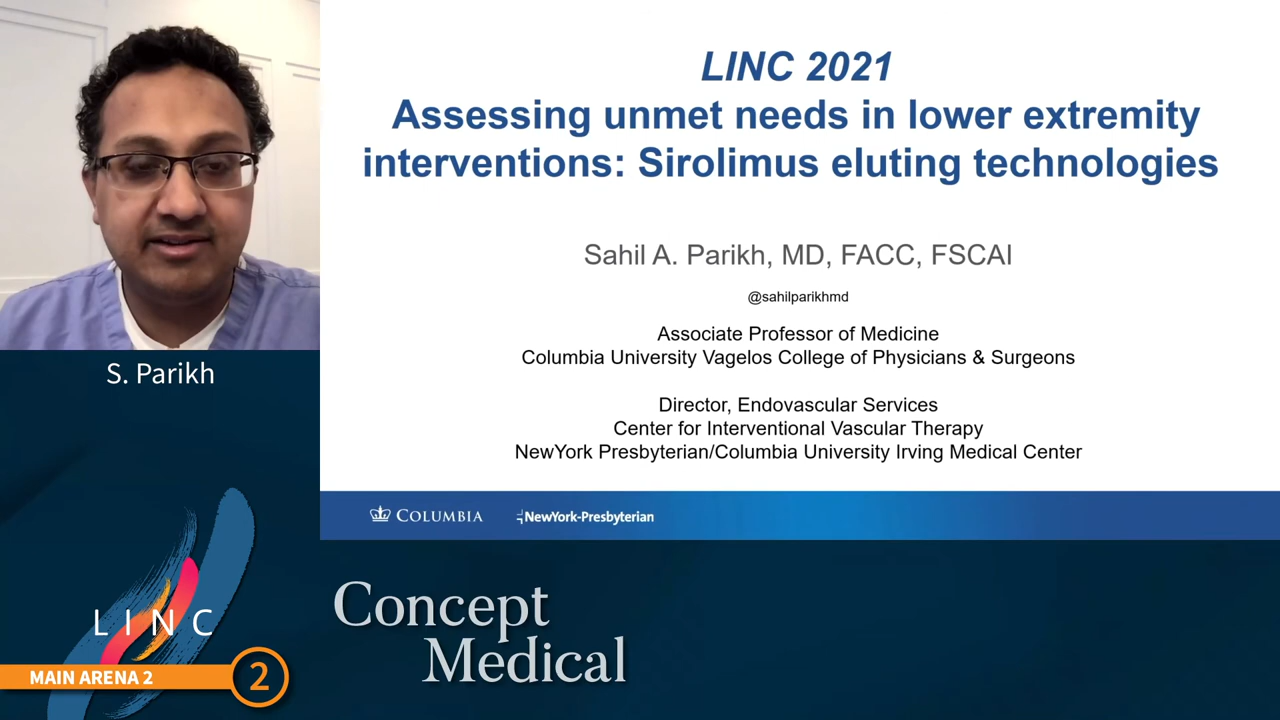 LINC 2021
Assessing unmet needs in lower extremity
interventions: Sirolimus eluting technologies
Sahil A. Parikh, MD, FACC, FSCAI
@sahilparikhmd
Associate Professor of Medicine
Columbia University Vagelos College of Physicians & Surgeons
Director, Endovascular Services
Center for Interventional Vascular Therapy
NewYork Presbyterian/Columbia University Irving Medical Center
COLUMBIA
NewYork-Presbyterian
S. Parikh
LINC
MAIN ARENA 2
2
Concept
Medical